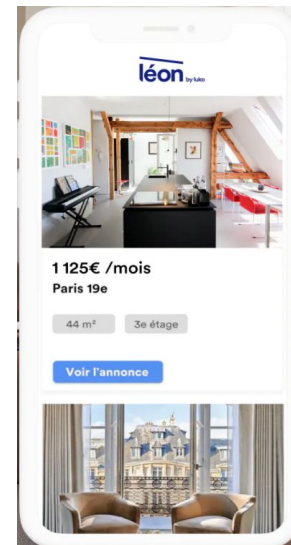 léon by luko
1 125€ /mois
Paris 19e
44 m² 3e étage
Voir l'annonce